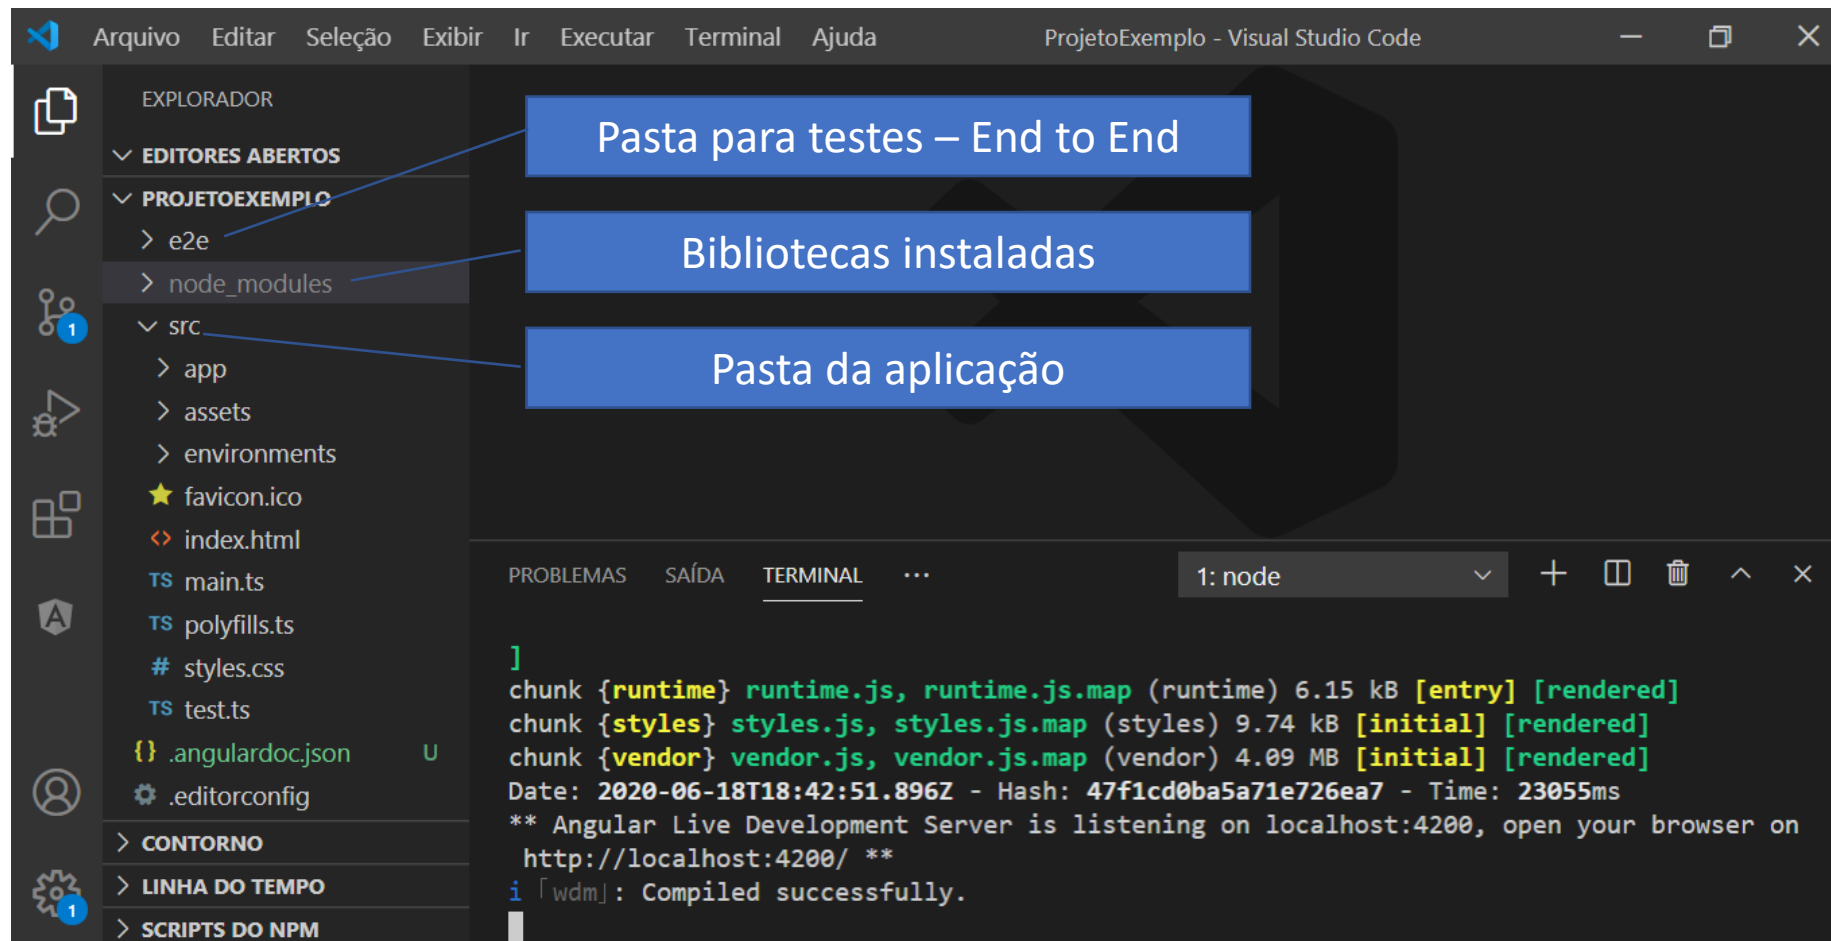 Arquivo Editar Seleção Exibir Ir Executar Terminal Ajuda ProjetoExemplo - Visual Studio Code
EXPLORADOR
EDITORES ABERTOS
PROJETOEXEMPLO
e2e
node_modules
src
app
assets
environments
favicon.ico
<> index.html
TS main.ts
TS polyfills.ts
# styles.css
TS test.ts
{} .angulardoc.json U
.editorconfig
CONTORNO
LINHA DO TEMPO
SCRIPTS DO NPM
1
1
Pasta para testes – End to End
Bibliotecas instaladas
Pasta da aplicação
PROBLEMAS SAÍDA TERMINAL ··· 1: node
]
chunk {runtime} runtime.js, runtime.js.map (runtime) 6.15 kB [entry] [rendered]
chunk {styles} styles.js, styles.js.map (styles) 9.74 kB [initial] [rendered]
chunk {vendor} vendor.js, vendor.js.map (vendor) 4.09 MB [initial] [rendered]
Date: 2020-06-18T18:42:51.896Z - Hash: 47f1cd0ba5a71e726ea7 - Time: 23055ms
** Angular Live Development Server is listening on localhost:4200, open your browser on
http://localhost:4200/ **
i ｢wdm｣: Compiled successfully.